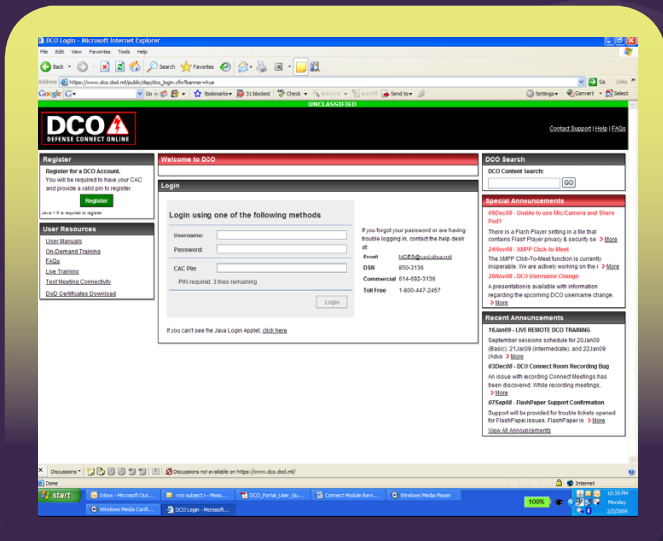 DCO Login - Microsoft Internet Explorer
File Edit View Favorites Tools Help
Back Search Favorites
Address https://www.dco.dod.mil/public/dsp/dco_login.cfm?banner=true Go Links
Google Go Bookmarks 31 blocked Check Send to Settings Convert Select
UNCLASSIFIED
DCO
DEFENSE CONNECT ONLINE
Contact Support | Help | FAQs
Register
Register for a DCO Account.
You will be required to have your CAC
and provide a valid pin to register.
Register
Java 1.5 is required to register
User Resources
User Manuals
On-Demand Training
FAQs
Live Training
Test Meeting Connectivity
DoD Certificates Download
Welcome to DCO
Login
Login using one of the following methods
Username:
Password:
CAC Pin:
PIN required. 3 tries remaining
Login
If you forgot your password or are having
trouble logging in, contact the help desk
at:
Email
DSN 850-3136
Commercial 614-692-3136
Toll Free 1-800-447-2457
If you can't see the Java Login Applet, click here.
DCO Search
DCO Content Search:
GO
Special Announcements
09Dec08 - Unable to use Mic/Camera and Share
Pod?
There is a Flash Player setting in a file that
contains Flash Player privacy & security se > More
24Nov08 - XMPP Click-to-Meet
The XMPP Click-To-Meet function is currently
inoperable. We are actively working on the i > More
20Nov08 - DCO Username Change
A presentation is available with information
regarding the upcoming DCO username change.
> More
Recent Announcements
16Jan09 - LIVE REMOTE DCO TRAINING
September sessions schedule for 20Jan09
(Basic), 21Jan09 (Intermediate), and 22Jan09
(Adva > More
03Dec08 - DCO Connect Room Recording Bug
An issue with recording Connect Meetings has
been discovered. While recording meetings,
> More
07Sep08 - FlashPaper Support Confirmation
Support will be provided for trouble tickets opened
for FlashPaper issues. FlashPaper is > More
View All Announcements
Discussions Discussions not available on https://www.dco.dod.mil/
Done Internet
start Inbox - Microsoft Out... <no subject> - Mess... DCO_Portal_User_Gu... Connect Module Revi... Windows Media Player
100% 10:35 PM
Monday
Windows Media Confi... DCO Login - Microsoft... 2/2/2009